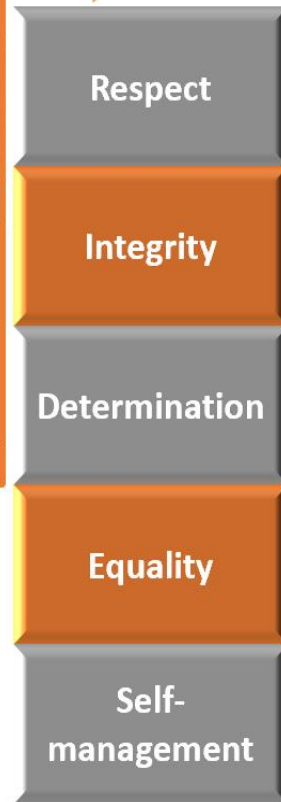 Respect
Integrity
Determination
Equality
Self-
management